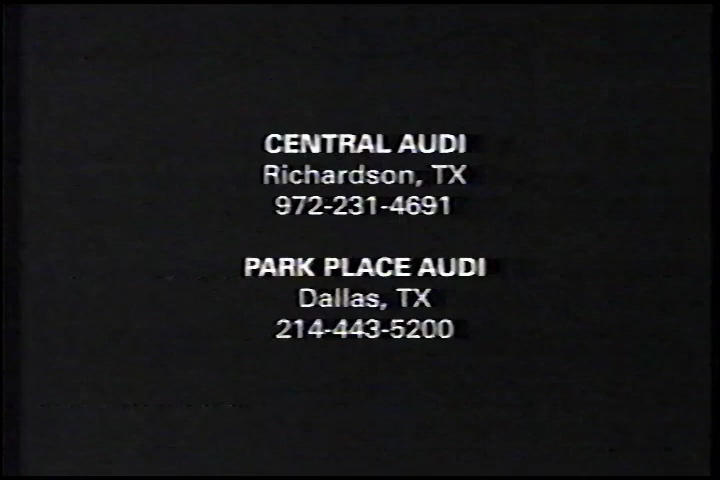 CENTRAL AUDI
Richardson, TX
972-231-4691
PARK PLACE AUDI
Dallas, TX
214-443-5200